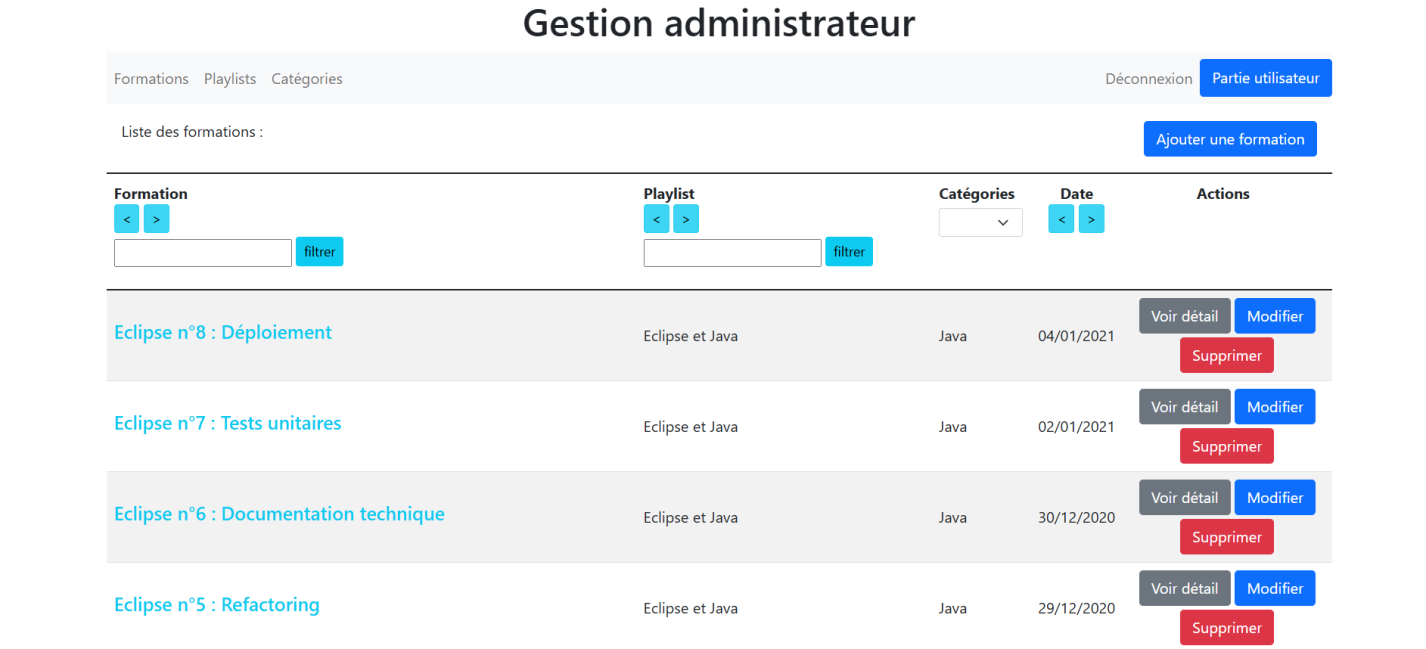 Gestion administrateur
Formations Playlists Catégories Déconnexion Partie utilisateur
Liste des formations : Ajouter une formation
Formation Playlist Catégories Date Actions
< > < > < >
filtrer filtrer
Eclipse n°8 : Déploiement Eclipse et Java Java 04/01/2021 Voir détail Modifier
Supprimer
Eclipse n°7 : Tests unitaires Eclipse et Java Java 02/01/2021 Voir détail Modifier
Supprimer
Eclipse n°6 : Documentation technique Eclipse et Java Java 30/12/2020 Voir détail Modifier
Supprimer
Eclipse n°5 : Refactoring Eclipse et Java Java 29/12/2020 Voir détail Modifier
Supprimer